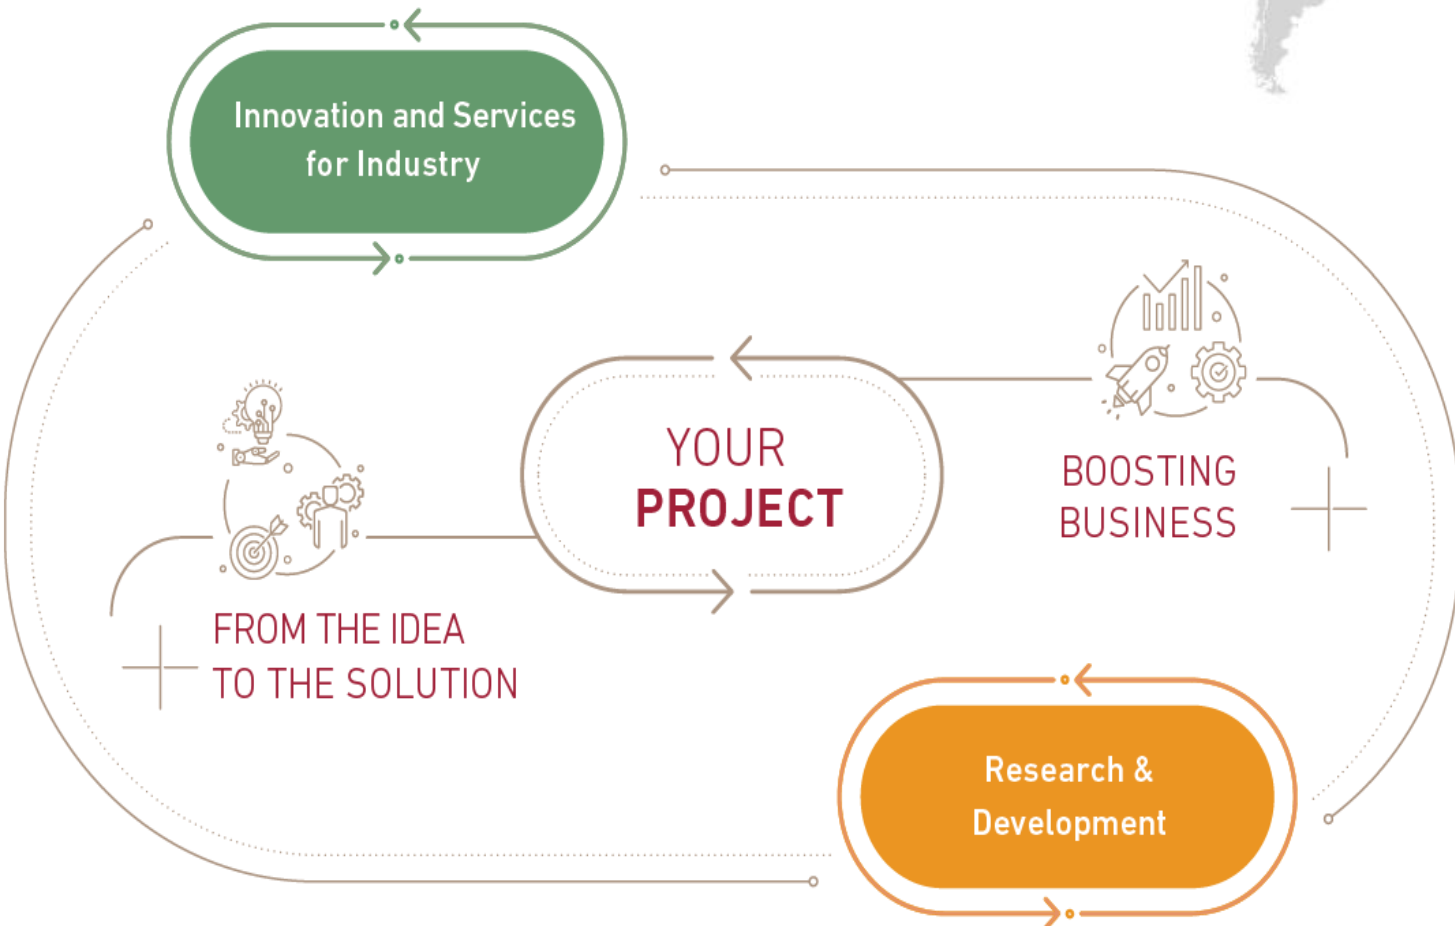 Innovation and Services
for Industry
YOUR
PROJECT
BOOSTING
BUSINESS
FROM THE IDEA
TO THE SOLUTION
Research &
Development